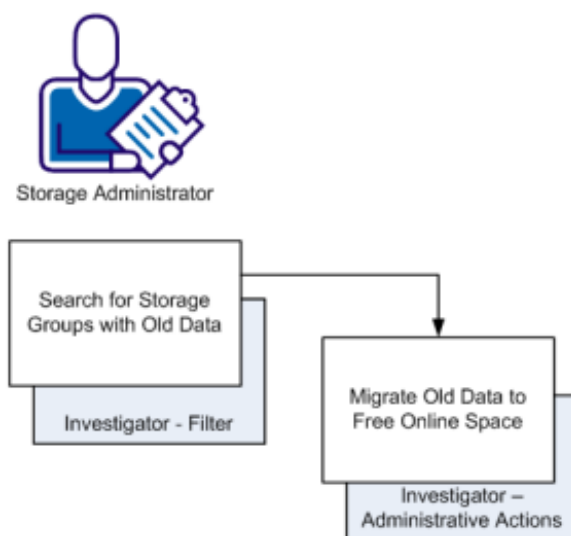 Storage Administrator
Search for Storage
Groups with Old Data
Investigator - Filter
Migrate Old Data to
Free Online Space
Investigator –
Administrative Actions